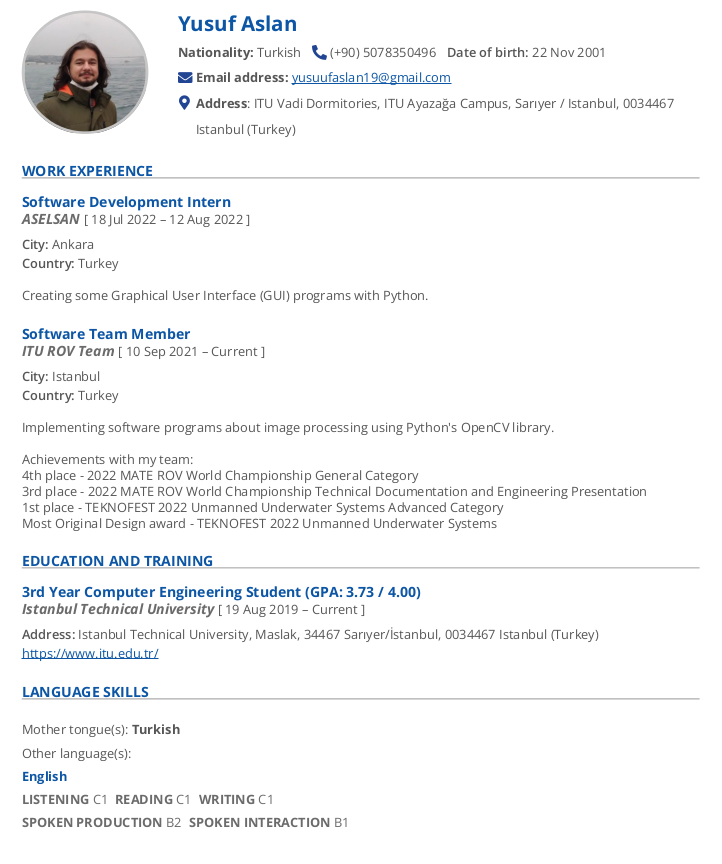 Yusuf Aslan
Nationality: Turkish (+90) 5078350496 Date of birth: 22 Nov 2001
Email address: yusuufaslan19@gmail.com
Address: ITU Vadi Dormitories, ITU Ayazağa Campus, Sarıyer / Istanbul, 0034467
Istanbul (Turkey)
WORK EXPERIENCE
Software Development Intern
ASELSAN [ 18 Jul 2022 – 12 Aug 2022 ]
City: Ankara
Country: Turkey
Creating some Graphical User Interface (GUI) programs with Python.
Software Team Member
ITU ROV Team [ 10 Sep 2021 – Current ]
City: Istanbul
Country: Turkey
Implementing software programs about image processing using Python's OpenCV library.
Achievements with my team:
4th place - 2022 MATE ROV World Championship General Category
3rd place - 2022 MATE ROV World Championship Technical Documentation and Engineering Presentation
1st place - TEKNOFEST 2022 Unmanned Underwater Systems Advanced Category
Most Original Design award - TEKNOFEST 2022 Unmanned Underwater Systems
EDUCATION AND TRAINING
3rd Year Computer Engineering Student (GPA: 3.73 / 4.00)
Istanbul Technical University [ 19 Aug 2019 – Current ]
Address: Istanbul Technical University, Maslak, 34467 Sarıyer/İstanbul, 0034467 Istanbul (Turkey)
https://www.itu.edu.tr/
LANGUAGE SKILLS
Mother tongue(s): Turkish
Other language(s):
English
LISTENING C1 READING C1 WRITING C1
SPOKEN PRODUCTION B2 SPOKEN INTERACTION B1